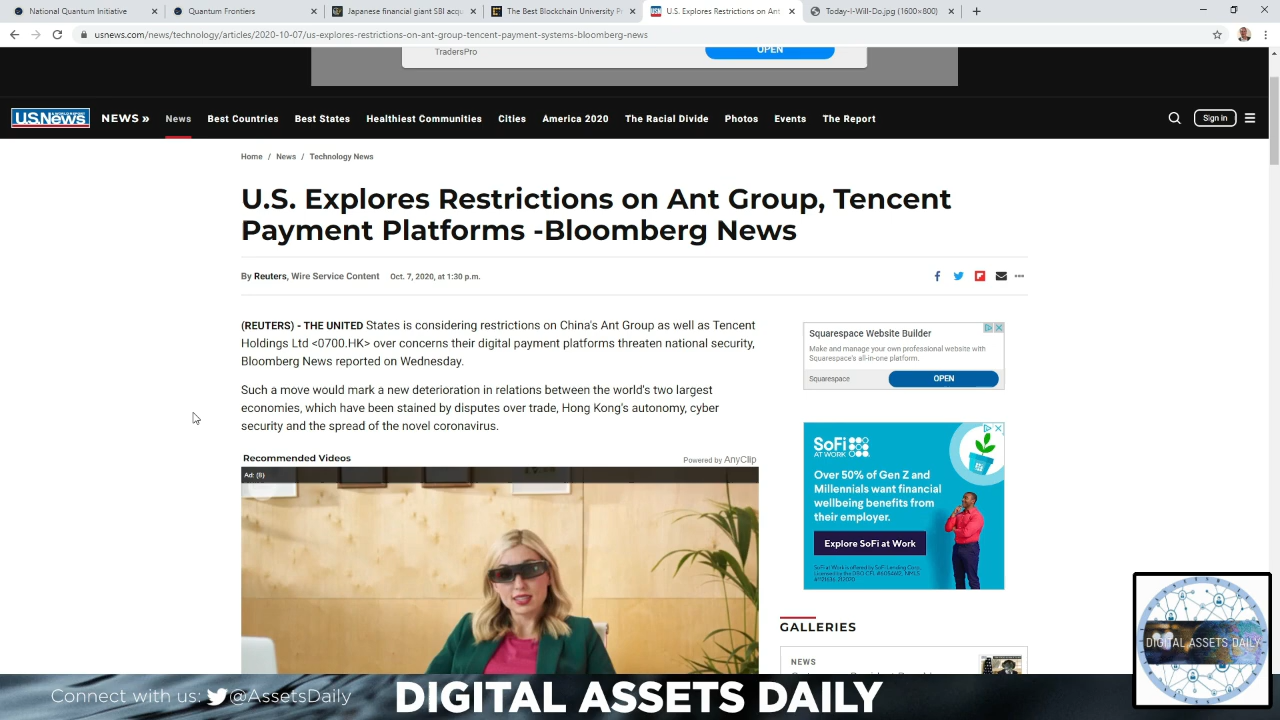 National Quantum Initiative
Quantum Frontiers
Japanese financial giant SBI acqu
The Best Blockchain University P
U.S. Explores Restrictions on Ant
Today-I-Will-Do.jpg (1600×800)
usnews.com/news/technology/articles/2020-10-07/us-explores-restrictions-on-ant-group-tencent-payment-systems-bloomberg-news
TradersPro
OPEN
U.S.News
NEWS »
News
Best Countries
Best States
Healthiest Communities
Cities
America 2020
The Racial Divide
Photos
Events
The Report
Sign in
Home / News / Technology News
U.S. Explores Restrictions on Ant Group, Tencent
Payment Platforms -Bloomberg News
By Reuters, Wire Service Content Oct. 7, 2020, at 1:30 p.m.
(REUTERS) - THE UNITED States is considering restrictions on China's Ant Group as well as Tencent
Holdings Ltd <0700.HK> over concerns their digital payment platforms threaten national security,
Bloomberg News reported on Wednesday.
Such a move would mark a new deterioration in relations between the world's two largest
economies, which have been stained by disputes over trade, Hong Kong's autonomy, cyber
security and the spread of the novel coronavirus.
Recommended Videos
Powered by AnyClip
Ad: (8)
Squarespace Website Builder
Make and manage your own professional website with
Squarespace's all-in-one platform.
Squarespace
OPEN
SoFi
AT WORK
Over 50% of Gen Z and
Millennials want financial
wellbeing benefits from
their employer.
Explore SoFi at Work
GALLERIES
NEWS
DIGITAL ASSETS DAILY
Connect with us: @AssetsDaily
DIGITAL ASSETS DAILY